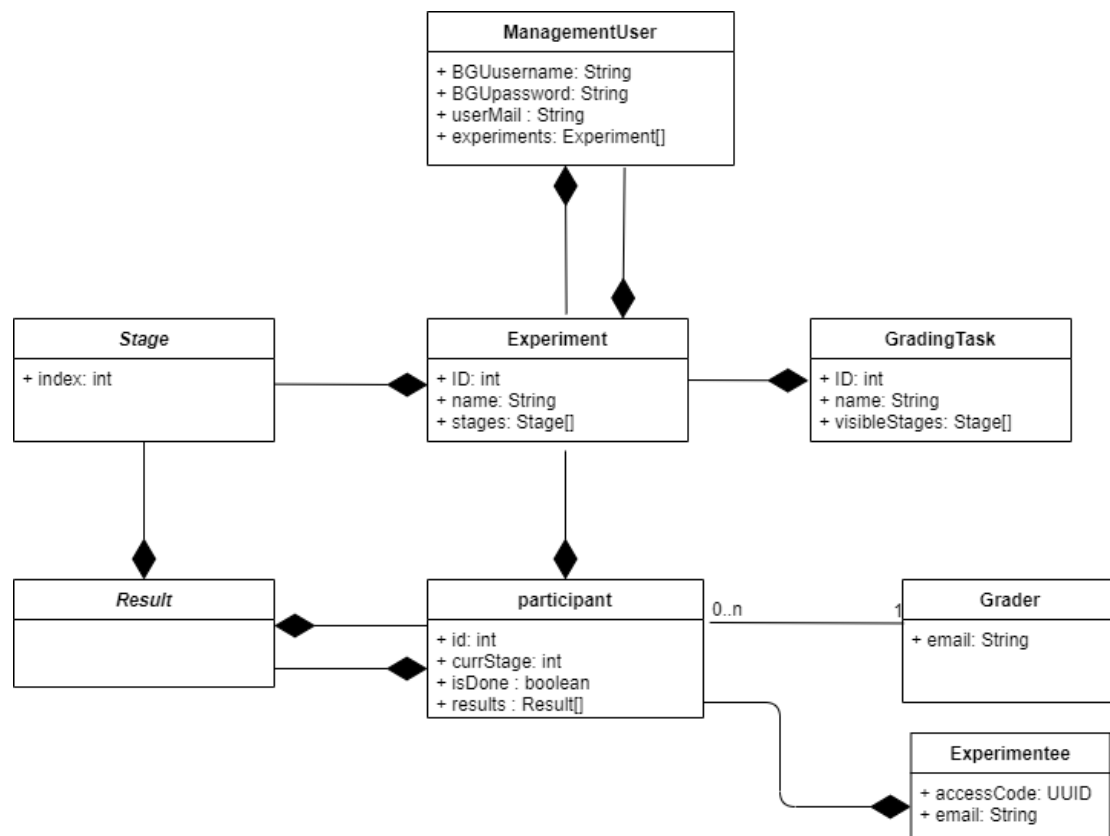 ManagementUser
+ BGUusername: String
+ BGUpassword: String
+ userMail : String
+ experiments: Experiment[]
Stage
+ index: int
Experiment
+ ID: int
+ name: String
+ stages: Stage[]
GradingTask
+ ID: int
+ name: String
+ visibleStages: Stage[]
Result
participant
+ id: int
+ currStage: int
+ isDone : boolean
+ results : Result[]
0..n
1
Grader
+ email: String
Experimentee
+ accessCode: UUID
+ email: String